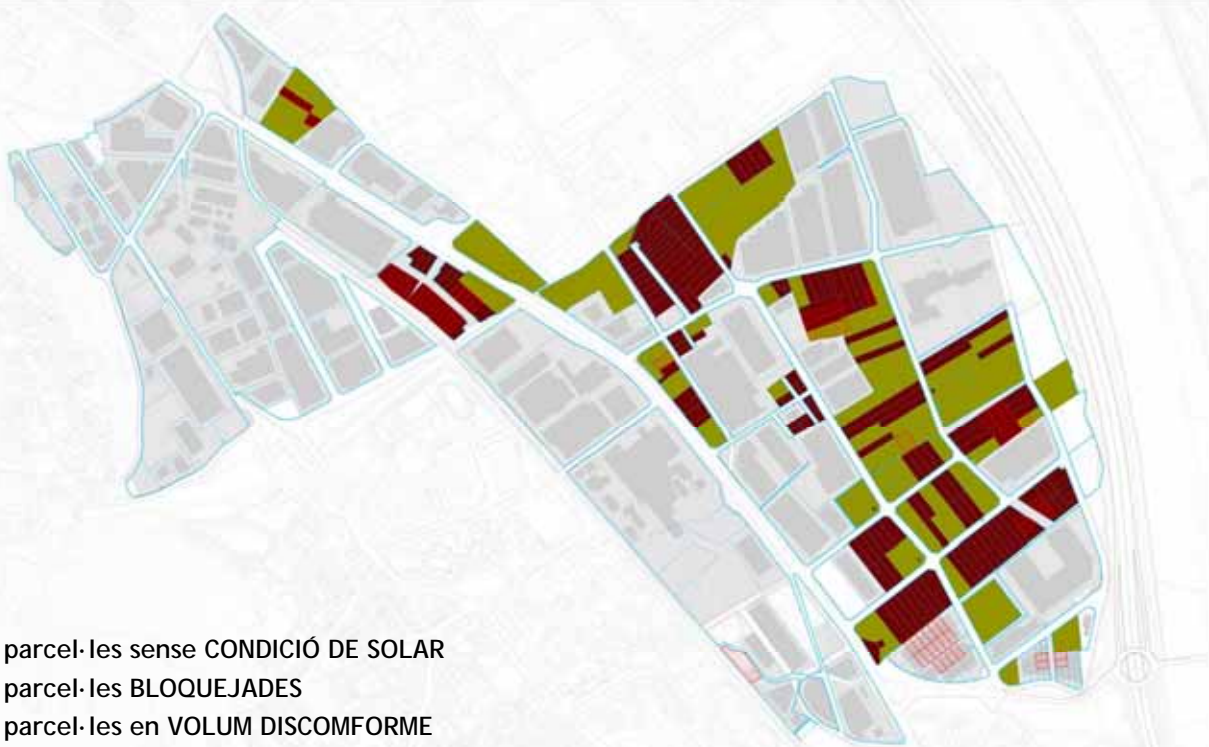 parcel·les sense CONDICIÓ DE SOLAR
parcel·les BLOQUEJADES
parcel·les en VOLUM DISCOMFORME